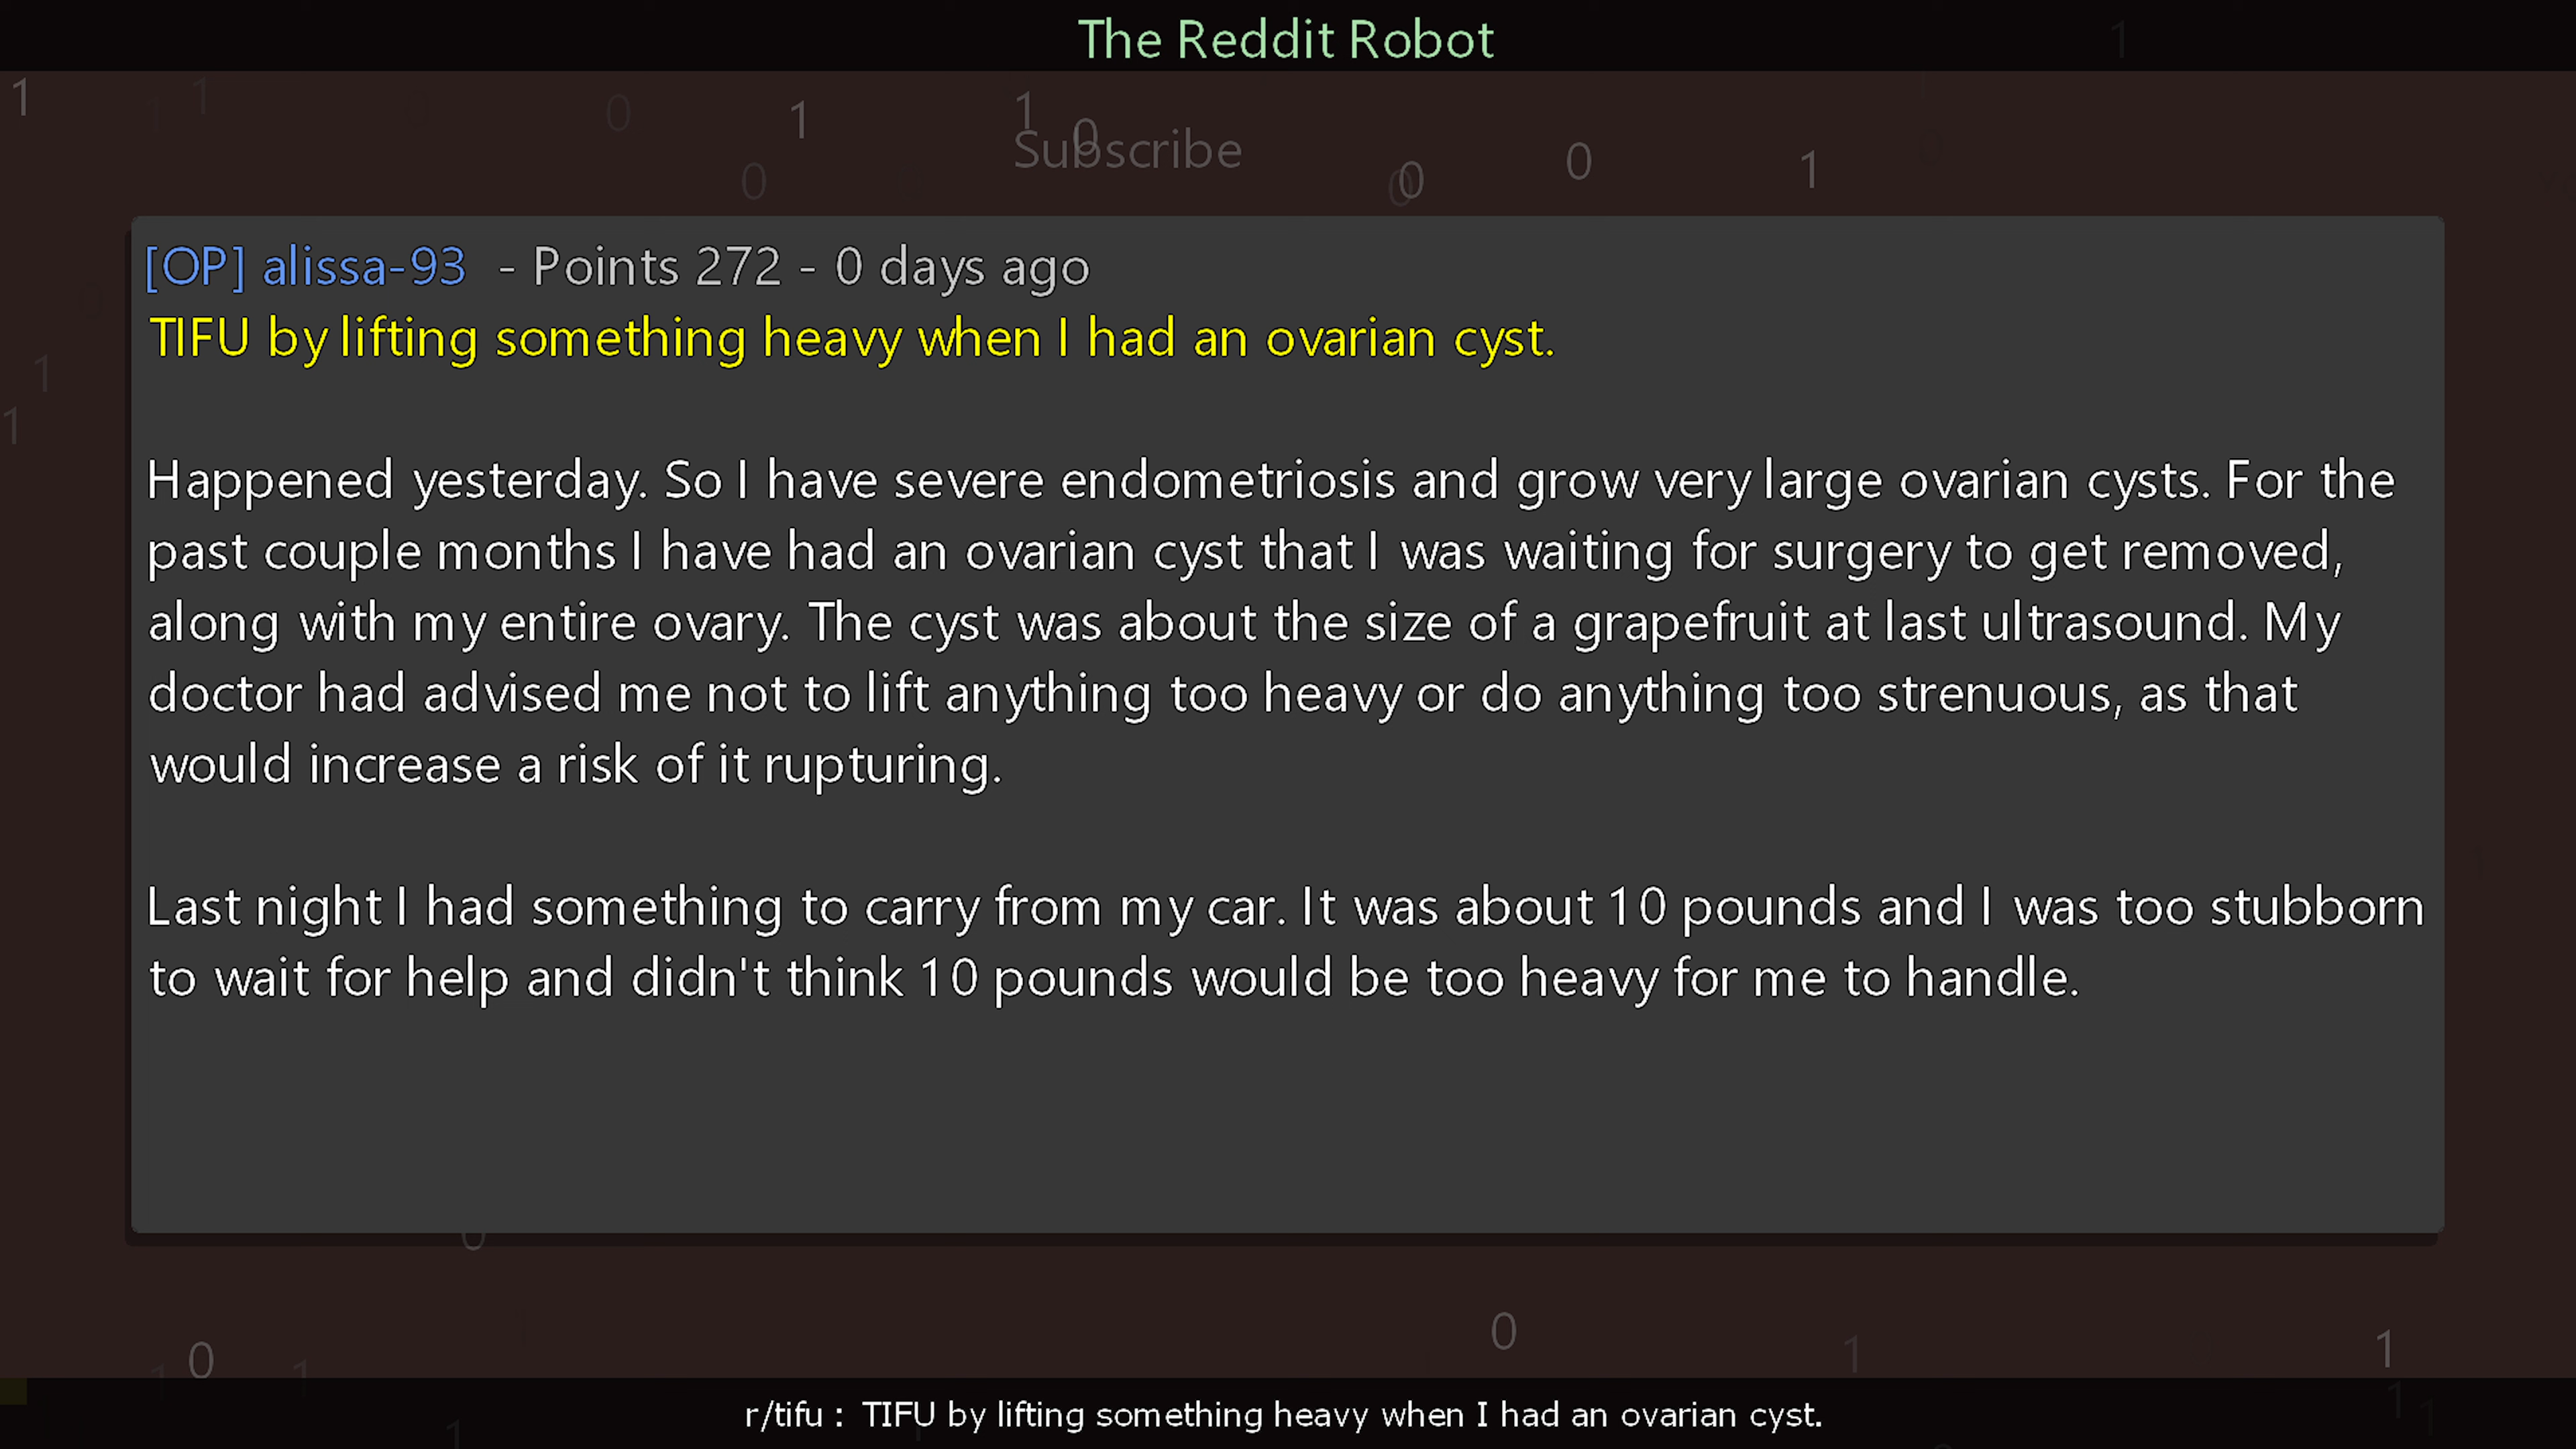 The Reddit Robot
Subscribe
[OP] alissa-93 - Points 272 - 0 days ago
TIFU by lifting something heavy when I had an ovarian cyst.
Happened yesterday. So I have severe endometriosis and grow very large ovarian cysts. For the
past couple months I have had an ovarian cyst that I was waiting for surgery to get removed,
along with my entire ovary. The cyst was about the size of a grapefruit at last ultrasound. My
doctor had advised me not to lift anything too heavy or do anything too strenuous, as that
would increase a risk of it rupturing.
Last night I had something to carry from my car. It was about 10 pounds and I was too stubborn
to wait for help and didn't think 10 pounds would be too heavy for me to handle.
r/tifu : TIFU by lifting something heavy when I had an ovarian cyst.